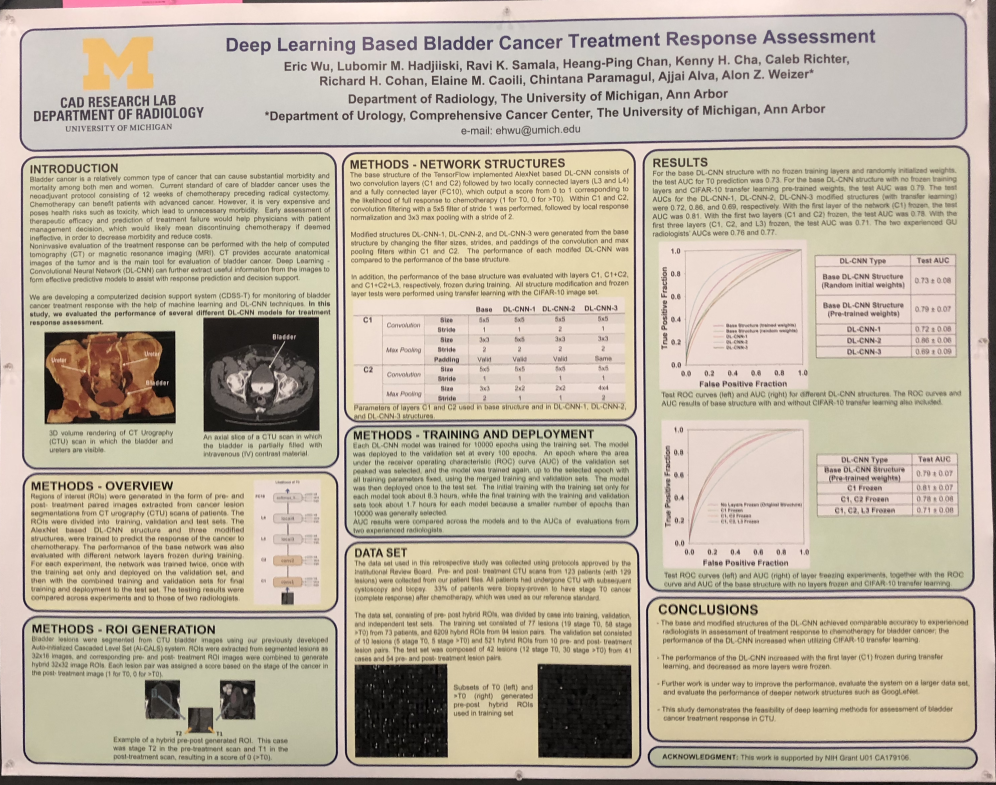 M
CAD RESEARCH LAB
DEPARTMENT OF RADIOLOGY
UNIVERSITY OF MICHIGAN
Deep Learning Based Bladder Cancer Treatment Response Assessment
Eric Wu, Lubomir M. Hadjiiski, Ravi K. Samala, Heang-Ping Chan, Kenny H. Cha, Caleb Richter,
Richard H. Cohan, Elaine M. Caoili, Chintana Paramagul, Ajjai Alva, Alon Z. Weizer*
Department of Radiology, The University of Michigan, Ann Arbor
*Department of Urology, Comprehensive Cancer Center, The University of Michigan, Ann Arbor
e-mail: ehwu@umich.edu
INTRODUCTION
Bladder cancer is a relatively common type of cancer that can cause substantial morbidity and
mortality among both men and women. Current standard of care of bladder cancer uses the
neoadjuvant protocol consisting of 12 weeks of chemotherapy preceding radical cystectomy.
Chemotherapy can benefit patients with advanced cancer. However, it is very expensive and
poses health risks such as toxicity, which lead to unnecessary morbidity. Early assessment of
therapeutic efficacy and prediction of treatment failure would help physicians with patient
management decision, which would likely mean discontinuing chemotherapy if deemed
ineffective, in order to decrease morbidity and reduce costs.
Noninvasive evaluation of the treatment response can be performed with the help of computed
tomography (CT) or magnetic resonance imaging (MRI). CT provides accurate anatomical
images of the tumor and is the main tool for evaluation of bladder cancer. Deep Learning -
Convolutional Neural Network (DL-CNN) can further extract useful information from the images to
form effective predictive models to assist with response prediction and decision support.
We are developing a computerized decision support system (CDSS-T) for monitoring of bladder
cancer treatment response with the help of machine learning and DL-CNN techniques. In this
study, we evaluated the performance of several different DL-CNN models for treatment
response assessment.
Ureter
Ureter
Bladder
Bladder
3D volume rendering of CT Urography
(CTU) scan in which the bladder and
ureters are visible.
An axial slice of a CTU scan in which
the bladder is partially filled with
intravenous (IV) contrast material.
METHODS - OVERVIEW
Regions of interest (ROIs) were generated in the form of pre- and
post- treatment paired images extracted from cancer lesion
segmentations from CT urography (CTU) scans of patients. The
ROIs were divided into training, validation and test sets. The
AlexNet based DL-CNN structure and three modified
structures, were trained to predict the response of the cancer to
chemotherapy. The performance of the base network was also
evaluated with different network layers frozen during training.
For each experiment, the network was trained twice, once with
the training set only and deployed on the validation set, and
then with the combined training and validation sets for final
training and deployment to the test set. The testing results were
compared across experiments and to those of two radiologists.
METHODS - ROI GENERATION
Bladder lesions were segmented from CTU bladder images using our previously developed
Auto-initialized Cascaded Level Set (AI-CALS) system. ROIs were extracted from segmented lesions as
32x16 images, and corresponding pre- and post- treatment ROI images were combined to generate
hybrid 32x32 image ROIs. Each lesion pair was assigned a score based on the stage of the cancer in
the post- treatment image (1 for T0, 0 for >T0).
T2
T1
Example of a hybrid pre-post generated ROI. This case
was stage T2 in the pre-treatment scan and T1 in the
post-treatment scan, resulting in a score of 0 (>T0).
METHODS - NETWORK STRUCTURES
The base structure of the TensorFlow implemented AlexNet based DL-CNN consists of
two convolution layers (C1 and C2) followed by two locally connected layers (L3 and L4)
and a fully connected layer (FC10), which output a score from 0 to 1 corresponding to
the likelihood of full response to chemotherapy (1 for T0, 0 for >T0). Within C1 and C2,
convolution filtering with a 5x5 filter of stride 1 was performed, followed by local response
normalization and 3x3 max pooling with a stride of 2.
Modified structures DL-CNN-1, DL-CNN-2, and DL-CNN-3 were generated from the base
structure by changing the filter sizes, strides, and paddings of the convolution and max
pooling filters within C1 and C2. The performance of each modifed DL-CNN was
compared to the performance of the base structure.
In addition, the performance of the base structure was evaluated with layers C1, C1+C2,
and C1+C2+L3, respectively, frozen during training. All structure modification and frozen
layer tests were performed using transfer learning with the CIFAR-10 image set.
Base DL-CNN-1 DL-CNN-2 DL-CNN-3
C1 Convolution Size 5x5 5x5 5x5 5x5
Stride 1 1 2 1
Max Pooling Size 3x3 5x5 3x3 3x3
Stride 2 2 2 2
Padding Valid Valid Valid Same
C2 Convolution Size 5x5 5x5 5x5 5x5
Stride 1 1 1 1
Max Pooling Size 3x3 2x2 2x2 4x4
Stride 2 1 1 2
Parameters of layers C1 and C2 used in base structure and in DL-CNN-1, DL-CNN-2,
and DL-CNN-3 structures.
METHODS - TRAINING AND DEPLOYMENT
Each DL-CNN model was trained for 10000 epochs using the training set. The model
was deployed to the validation set at every 100 epochs. An epoch where the area
under the receiver operating characteristic (ROC) curve (AUC) of the validation set
peaked was selected, and the model was trained again, up to the selected epoch with
all training parameters fixed, using the merged training and validation sets. The model
was then deployed once to the test set. The initial training with the training set only for
each model took about 8.3 hours, while the final training with the training and validation
sets took about 1.7 hours for each model because a smaller number of epochs than
10000 was generally selected.
AUC results were compared across the models and to the AUCs of evaluations from
two experienced radiologists.
DATA SET
The data set used in this retrospective study was collected using protocols approved by the
Institutional Review Board. Pre- and post- treatment CTU scans from 123 patients (with 129
lesions) were collected from our patient files. All patients had undergone CTU with subsequent
cystoscopy and biopsy. 33% of patients were biopsy-proven to have stage T0 cancer
(complete response) after chemotherapy, which was used as our reference standard.
The data set, consisting of pre- post hybrid ROIs, was divided by case into training, validation,
and independent test sets. The training set consisted of 77 lesions (19 stage T0, 58 stage
>T0) from 73 patients, and 6209 hybrid ROIs from 94 lesion pairs. The validation set consisted
of 10 lesions (5 stage T0, 5 stage >T0) and 521 hybrid ROIs from 10 pre- and post- treatment
lesion pairs. The test set was composed of 42 lesions (12 stage T0, 30 stage >T0) from 41
cases and 54 pre- and post-treatment lesion pairs.
Subsets of T0 (left) and
>T0 (right) generated
pre-post hybrid ROIs
used in training set
RESULTS
For the base DL-CNN structure with no frozen training layers and randomly initialized weights,
the test AUC for T0 prediction was 0.73. For the base DL-CNN structure with no frozen training
layers and CIFAR-10 transfer learning pre-trained weights, the test AUC was 0.79. The test
AUCs for the DL-CNN-1, DL-CNN-2, DL-CNN-3 modified structures (with transfer learning)
were 0.72, 0.86, and 0.69, respectively. With the first layer of the network (C1) frozen, the test
AUC was 0.81. With the first two layers (C1 and C2) frozen, the test AUC was 0.78. With the
first three layers (C1, C2, and L3) frozen, the test AUC was 0.71. The two experienced GU
radiologists' AUCs were 0.76 and 0.77.
True Positive Fraction
1.0
0.8
0.6
0.4
0.2
0.0
Base Structure (trained weights)
Base Structure (random weights)
DL-CNN-1
DL-CNN-2
DL-CNN-3
0.0 0.2 0.4 0.6 0.8 1.0
False Positive Fraction
DL-CNN Type Test AUC
Base DL-CNN Structure
(Random initial weights) 0.73 ± 0.08
Base DL-CNN Structure
(Pre-trained weights) 0.79 ± 0.07
DL-CNN-1 0.72 ± 0.08
DL-CNN-2 0.86 ± 0.06
DL-CNN-3 0.69 ± 0.09
Test ROC curves (left) and AUC (right) for different DL-CNN structures. The ROC curves and
AUC results of base structure with and without CIFAR-10 transfer learning also included.
True Positive Fraction
1.0
0.8
0.6
0.4
0.2
0.0
No Layers Frozen (Original Structure)
C1 Frozen
C1, C2 Frozen
C1, C2, L3 Frozen
0.0 0.2 0.4 0.6 0.8 1.0
False Positive Fraction
DL-CNN Type Test AUC
Base DL-CNN Structure
(Pre-trained weights) 0.79 ± 0.07
C1 Frozen 0.81 ± 0.07
C1, C2 Frozen 0.78 ± 0.08
C1, C2, L3 Frozen 0.71 ± 0.08
Test ROC curves (left) and AUC (right) of layer freezing experiments, together with the ROC
curve and AUC of the base structure with no layers frozen and CIFAR-10 transfer learning.
CONCLUSIONS
- The base and modified structures of the DL-CNN achieved comparable accuracy to experienced
radiologists in assessment of treatment response to chemotherapy for bladder cancer; the
performance of the DL-CNN increased when utilizing CIFAR-10 transfer learning.
- The performance of the DL-CNN increased with the first layer (C1) frozen during transfer
learning, and decreased as more layers were frozen.
- Further work is under way to improve the performance, evaluate the system on a larger data set,
and evaluate the performance of deeper network structures such as GoogLeNet.
- This study demonstrates the feasibility of deep learning methods for assessment of bladder
cancer treatment response in CTU.
ACKNOWLEDGMENT: This work is supported by NIH Grant U01 CA179106